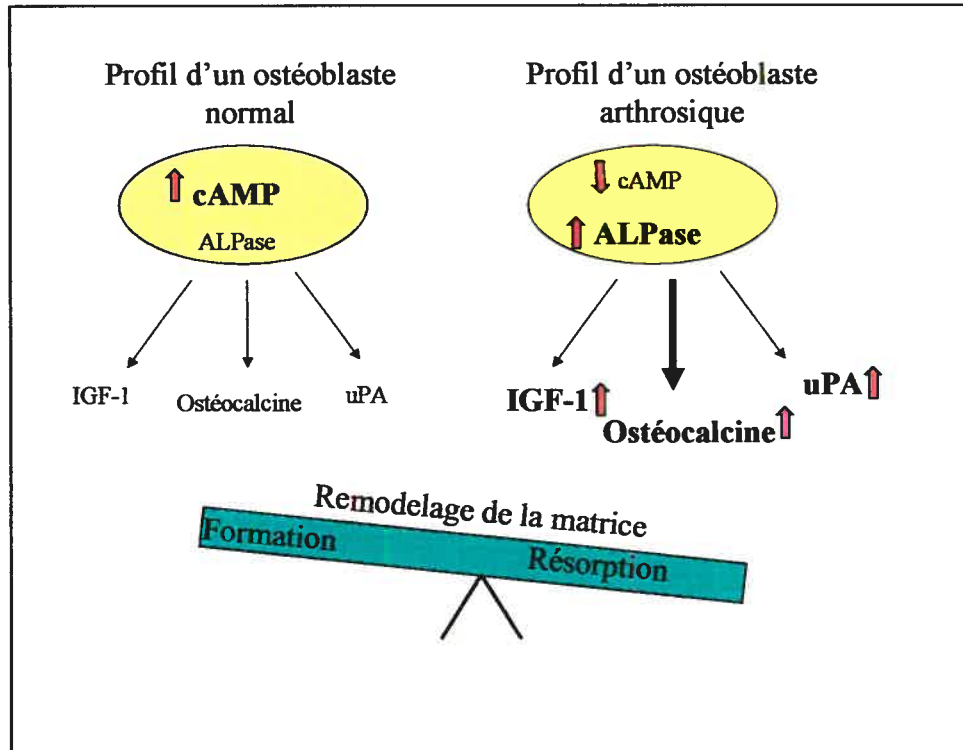 Profil d'un ostéoblaste
normal
cAMP
ALPase
IGF-1
Ostéocalcine
uPA
Profil d'un ostéoblaste
arthrosique
cAMP
ALPase
IGF-1
Ostéocalcine
uPA
Remodelage de la matrice
Formation
Résorption